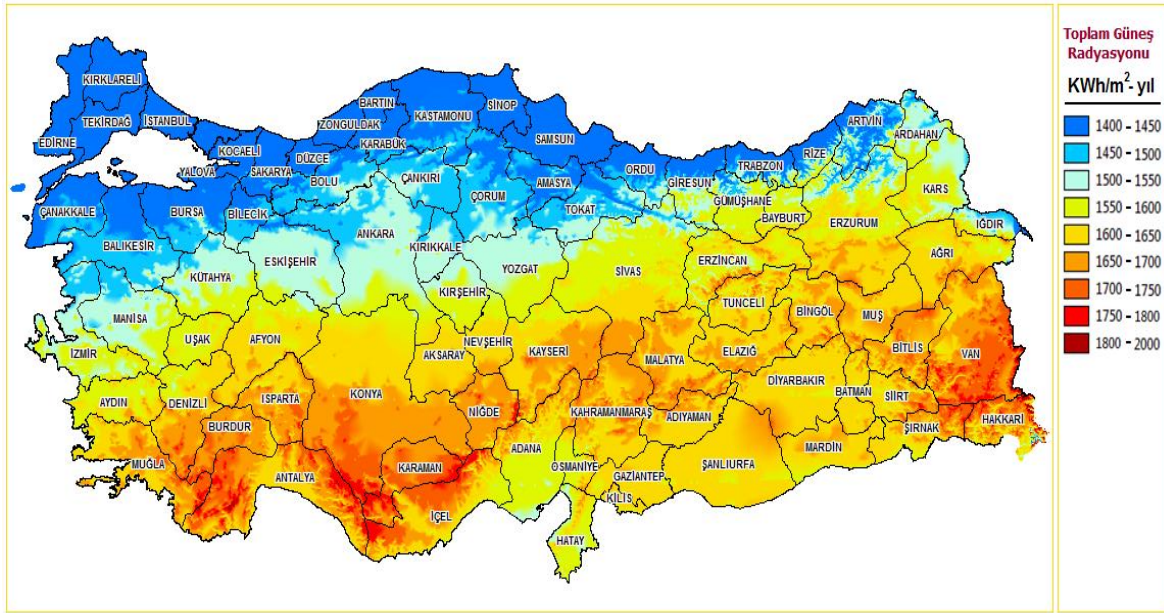 Toplam Güneş
Radyasyonu
KWh/m²- yıl
1400 - 1450
1450 - 1500
1500 - 1550
1550 - 1600
1600 - 1650
1650 - 1700
1700 - 1750
1750 - 1800
1800 - 2000
KIRKLARELİ
EDİRNE
TEKİRDAĞ
İSTANBUL
KOCAELİ
YALOVA
SAKARYA
DÜZCE
BOLU
ZONGULDAK
BARTIN
KARABÜK
KASTAMONU
SİNOP
SAMSUN
ÇANKIRI
ÇORUM
AMASYA
TOKAT
ORDU
GİRESUN
TRABZON
RİZE
ARTVİN
ARDAHAN
KARS
IĞDIR
GÜMÜŞHANE
BAYBURT
ERZURUM
AĞRI
ÇANAKKALE
BALIKEŞİR
BURSA
BİLECİK
KÜTAHYA
ESKİŞEHİR
ANKARA
KIRIKKALE
YOZGAT
KIRŞEHİR
SİVAS
ERZİNCAN
TUNCELİ
BİNGÖL
MUŞ
BİTLİS
VAN
MANİSA
İZMİR
UŞAK
AFYON
AKSARAY
NEVŞEHİR
KAYSERİ
MALATYA
ELAZIĞ
DİYARBAKIR
BATMAN
SİİRT
ŞIRNAK
HAKKARİ
AYDIN
DENİZLİ
ISPARTA
BURDUR
KONYA
NİĞDE
KAHRAMANMARAŞ
ADIYAMAN
ŞANLIURFA
MARDİN
MUĞLA
ANTALYA
KARAMAN
İÇEL
ADANA
OSMANİYE
GAZİANTEP
KİLİS
HATAY